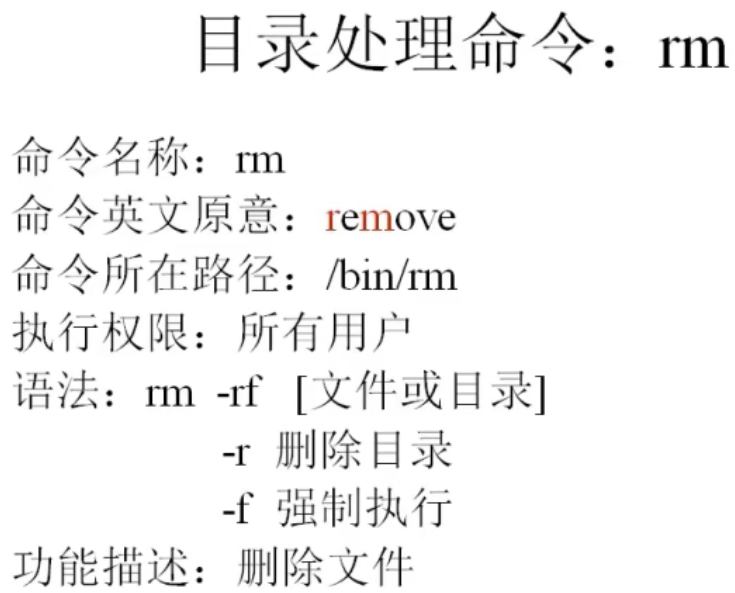 目录处理命令：rm
命令名称：rm
命令英文原意：remove
命令所在路径：/bin/rm
执行权限：所有用户
语法：rm -rf [文件或目录]
-r 删除目录
-f 强制执行
功能描述：删除文件